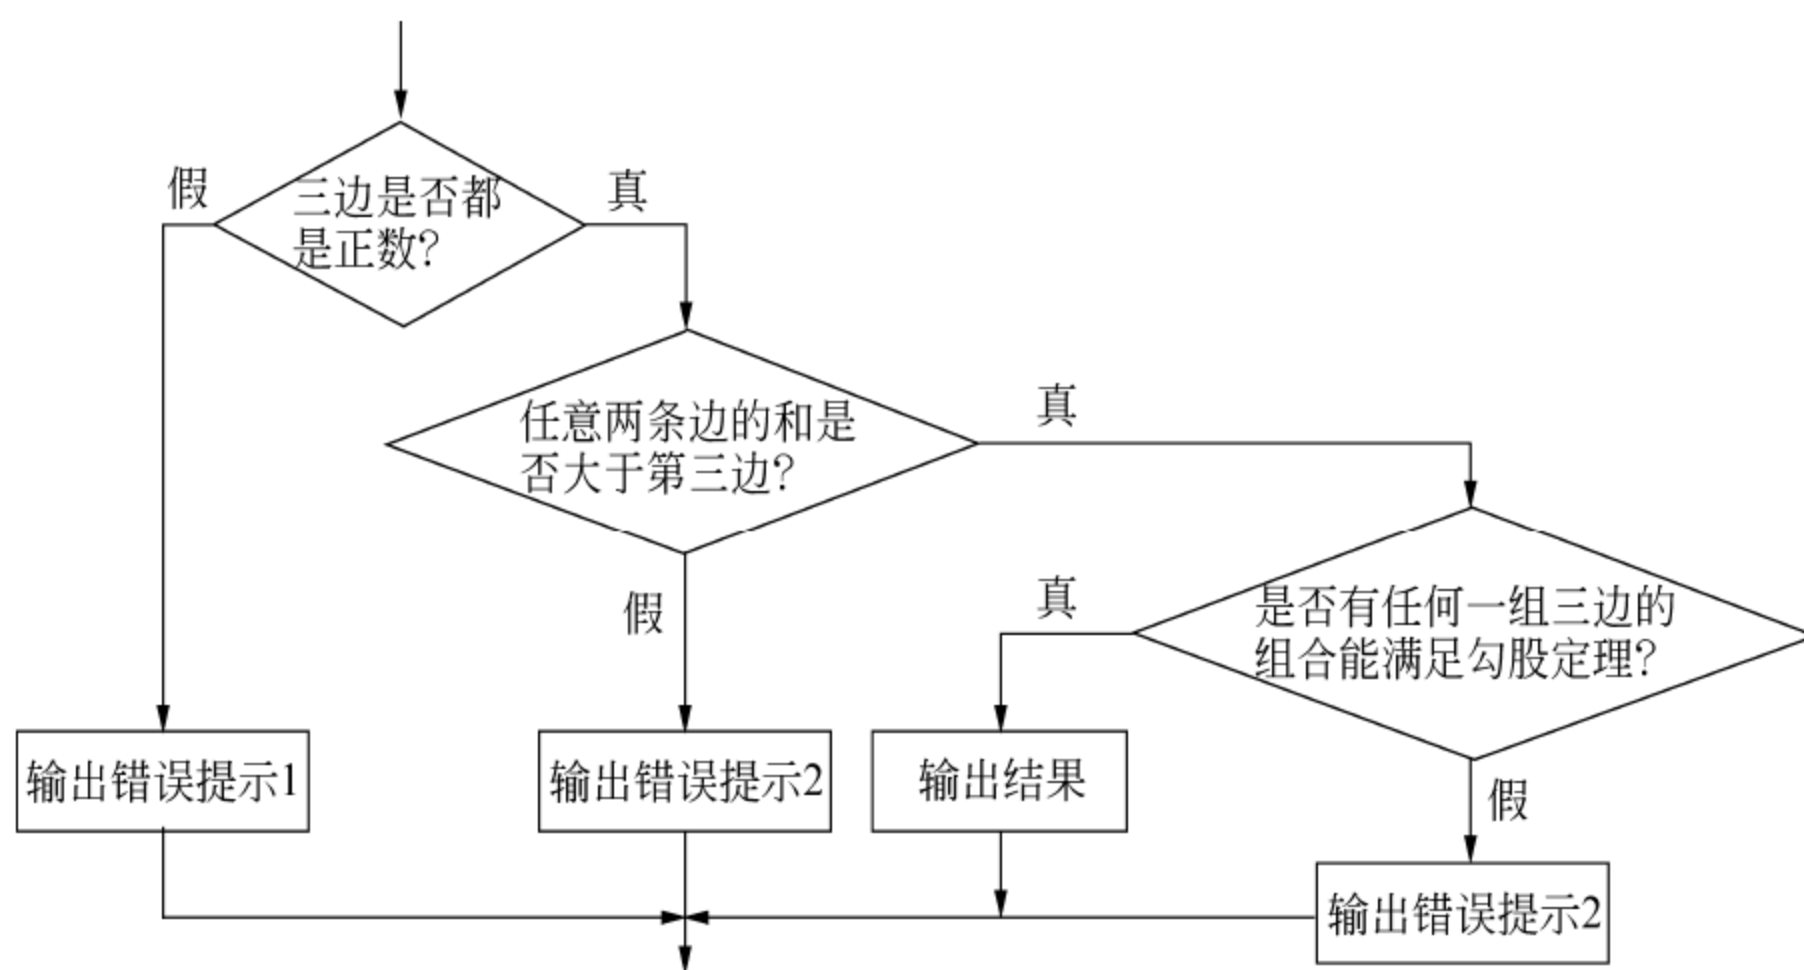 假
三边是否都
是正数?
真
任意两条边的和是
否大于第三边?
真
假
真
是否有任何一组三边的
组合能满足勾股定理?
输出错误提示1
输出错误提示2
输出结果
假
输出错误提示2